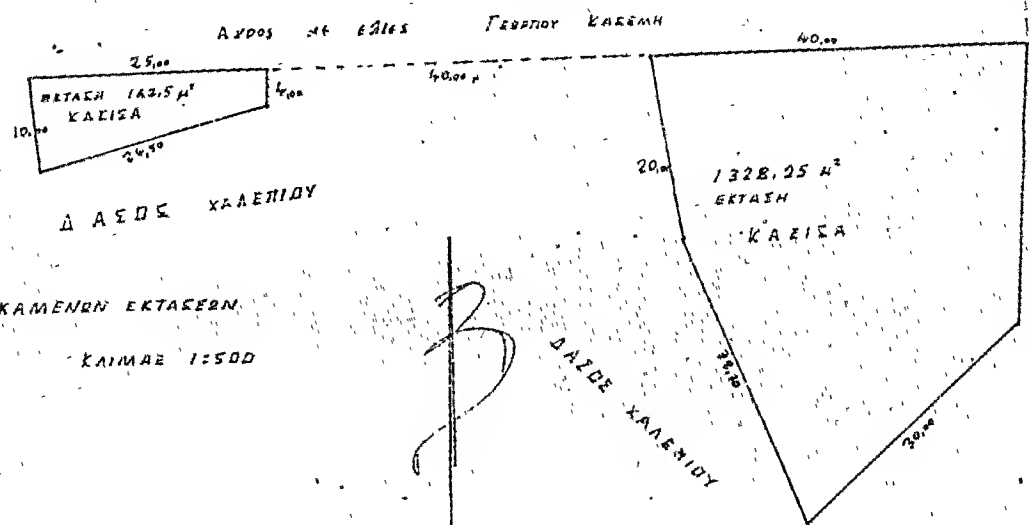 ΑΓΡΟΣ ΜΕ ΕΛΙΕΣ ΓΕΩΡΓΙΟΥ ΚΑΣΕΜΗ
40,00
25,00
40,00 μ
4,00
ΕΚΤΑΣΗ 162,5 μ²
ΚΑΣΙΣΑ
10,00
24,50
20,00
1328,25 μ²
ΕΚΤΑΣΗ
ΚΑΣΙΣΑ
ΔΑΣΟΣ ΧΑΛΕΠΙΟΥ
ΚΑΜΕΝΩΝ ΕΚΤΑΣΕΩΝ
ΚΛΙΜΑΞ 1:500
ΔΑΣΟΣ ΧΑΛΕΠΙΟΥ
30,00